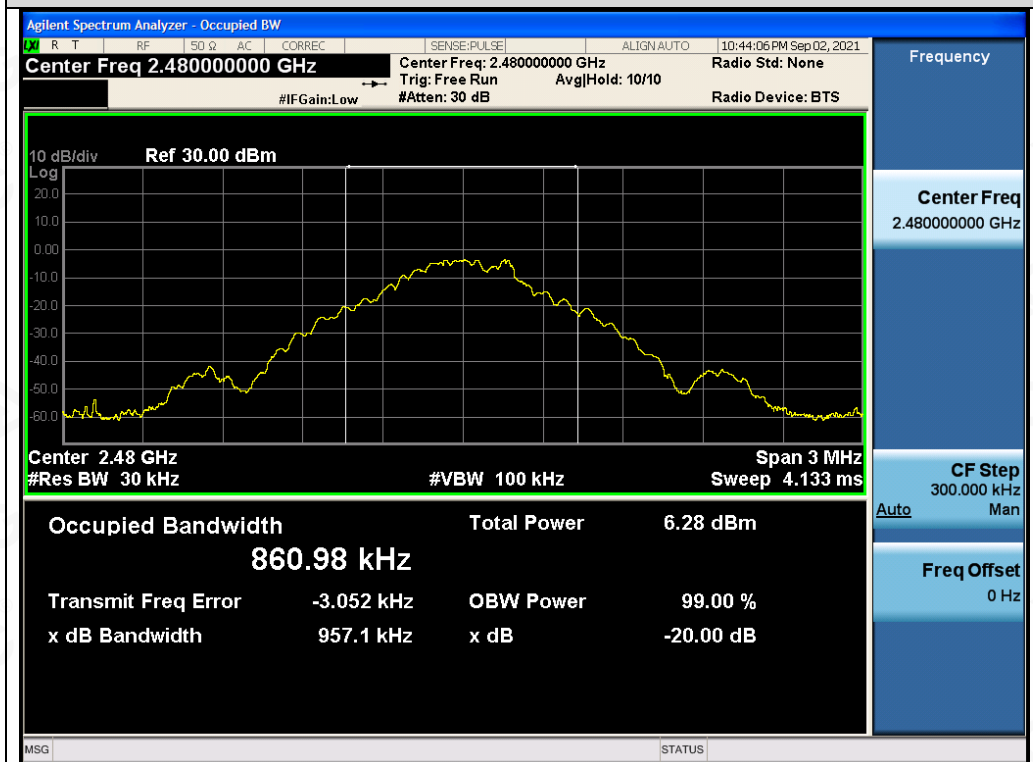 Agilent Spectrum Analyzer - Occupied BW
LXI R T RF 50 Ω AC CORREC SENSE:PULSE ALIGN AUTO 10:44:06 PM Sep 02, 2021
Center Freq 2.480000000 GHz Center Freq: 2.480000000 GHz Radio Std: None
Trig: Free Run Avg|Hold: 10/10
#IFGain:Low #Atten: 30 dB Radio Device: BTS
10 dB/div Ref 30.00 dBm
Log
20.0
10.0
0.00
-10.0
-20.0
-30.0
-40.0
-50.0
-60.0
Center 2.48 GHz Span 3 MHz
#Res BW 30 kHz #VBW 100 kHz Sweep 4.133 ms
Occupied Bandwidth Total Power 6.28 dBm
860.98 kHz
Transmit Freq Error -3.052 kHz OBW Power 99.00 %
x dB Bandwidth 957.1 kHz x dB -20.00 dB
MSG STATUS
Frequency
Center Freq
2.480000000 GHz
CF Step
300.000 kHz
Auto Man
Freq Offset
0 Hz